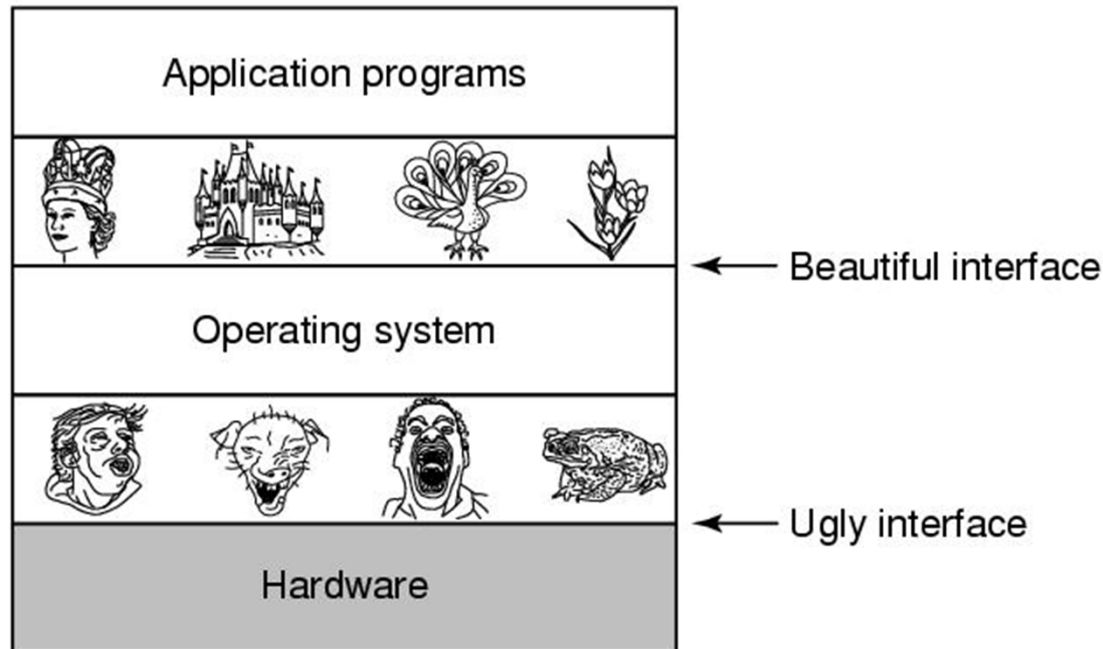 Application programs
Beautiful interface
Operating system
Ugly interface
Hardware